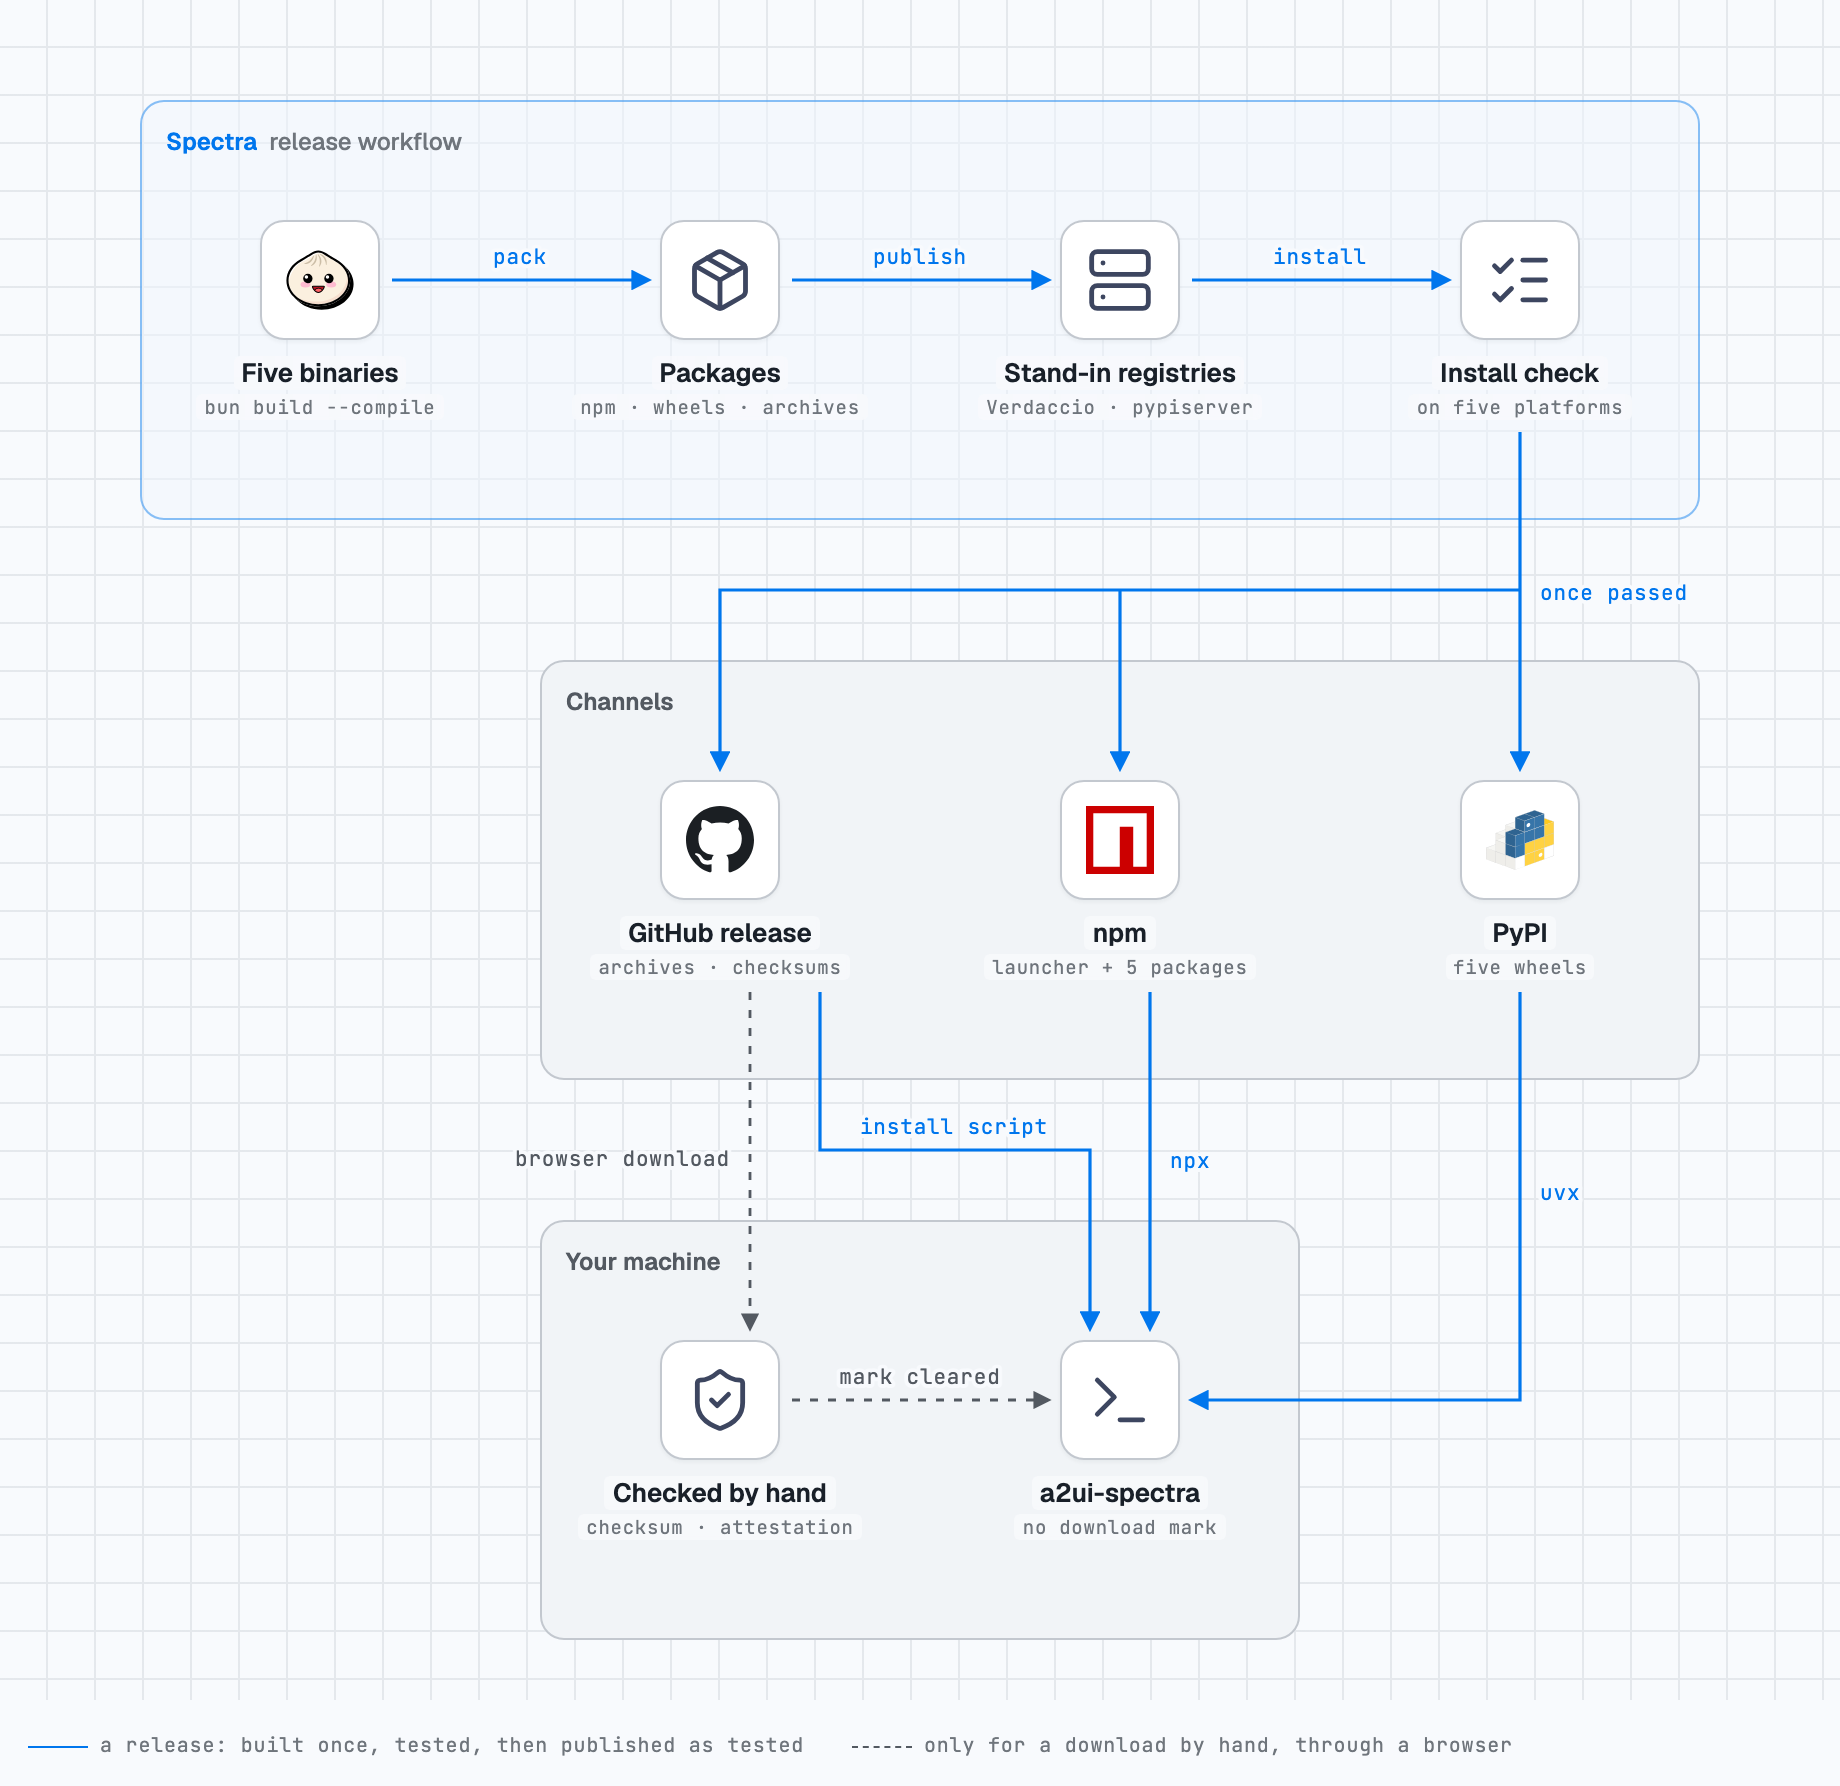 Spectra release workflow
pack
publish
install
Five binaries
bun build --compile
Packages
npm · wheels · archives
Stand-in registries
Verdaccio · pypiserver
Install check
on five platforms
once passed
Channels
GitHub release
archives · checksums
npm
launcher + 5 packages
PyPI
five wheels
install script
browser download
npx
uvx
Your machine
mark cleared
Checked by hand
checksum · attestation
a2ui-spectra
no download mark
a release: built once, tested, then published as tested
only for a download by hand, through a browser